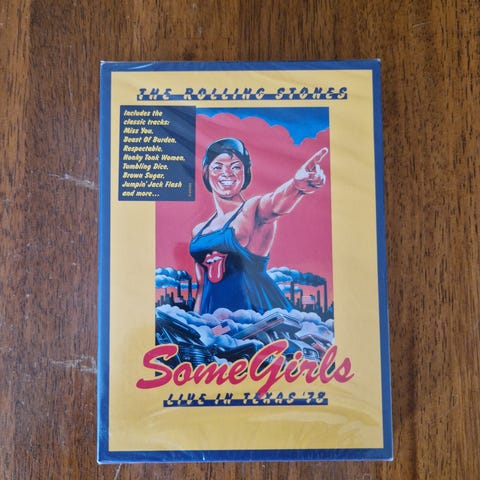 THE ROLLING STONES
Includes the
classic tracks:
Miss You,
Beast Of Burden,
Respectable,
Honky Tonk Women,
Tumbling Dice,
Brown Sugar,
Jumpin' Jack Flash
and more...
Some Girls
LIVE IN TEXAS '78